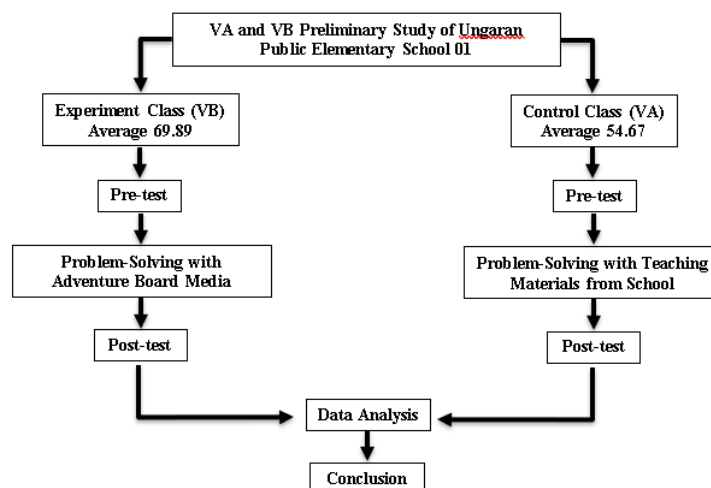 VA and VB Preliminary Study of Ungaran
Public Elementary School 01
Experiment Class (VB)
Average 69.89
Control Class (VA)
Average 54.67
Pre-test
Pre-test
Problem-Solving with
Adventure Board Media
Problem-Solving with Teaching
Materials from School
Post-test
Post-test
Data Analysis
Conclusion